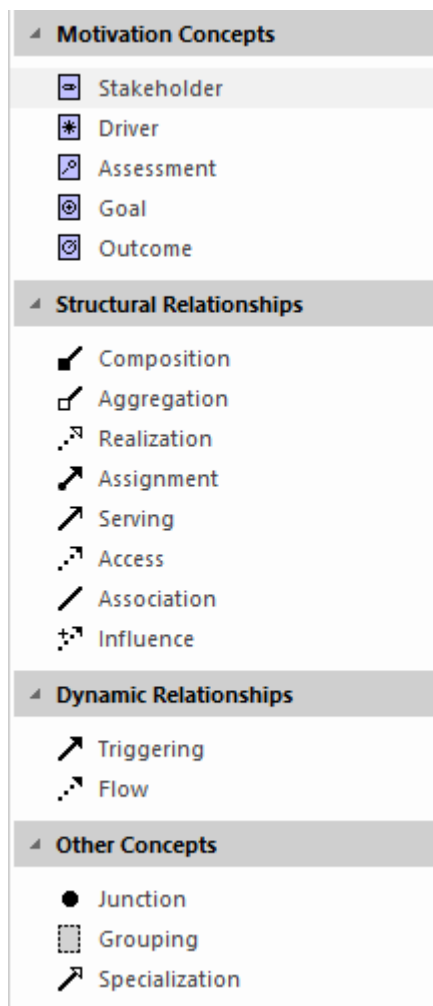 Motivation Concepts
Stakeholder
Driver
Assessment
Goal
Outcome
Structural Relationships
Composition
Aggregation
Realization
Assignment
Serving
Access
Association
Influence
Dynamic Relationships
Triggering
Flow
Other Concepts
Junction
Grouping
Specialization